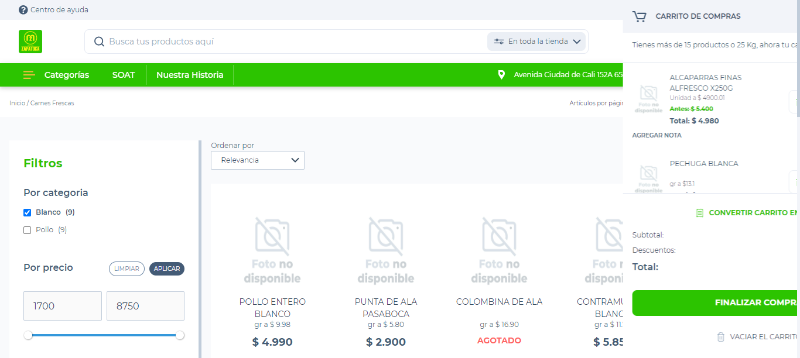 Centro de ayuda
Busca tus productos aquí
En toda la tienda
Categorías
SOAT
Nuestra Historia
Avenida Ciudad de Cali 152A 65
Inicio / Carnes Frescas
Artículos por págin
Filtros
Por categoria
Blanco (9)
Pollo (9)
Por precio
LIMPIAR
APLICAR
1700
8750
Ordenar por
Relevancia
Foto no
disponible
POLLO ENTERO
BLANCO
gr a $ 9.98
$ 4.990
Foto no
disponible
PUNTA DE ALA
PASABOCA
gr a $ 5.80
$ 2.900
Foto no
disponible
COLOMBINA DE ALA
gr a $ 16.90
AGOTADO
Foto no
disponible
CONTRAMU
BLANC
gr a $ 11.
$ 5.85
CARRITO DE COMPRAS
Tienes más de 15 productos o 25 Kg, ahora tu ca
Foto no
disponible
ALCAPARRAS FINAS
ALFRESCO X250G
Unidad a $ 4900.01
Antes: $ 5.400
Total: $ 4.980
AGREGAR NOTA
Foto no
disponible
PECHUGA BLANCA
gr a $13.1
CONVERTIR CARRITO EN
Subtotal:
Descuentos:
Total:
FINALIZAR COMPRA
VACIAR EL CARRITO